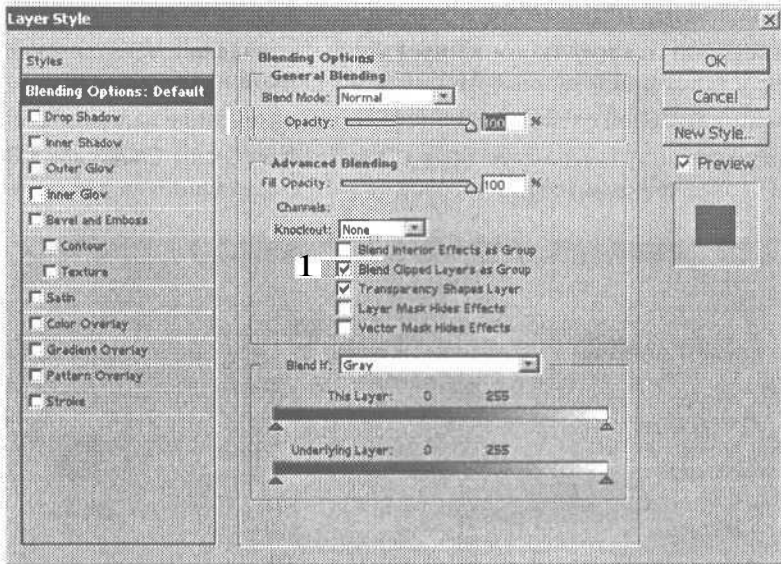 Layer Style
Styles
Blending Options: Default
Drop Shadow
Inner Shadow
Outer Glow
Inner Glow
Bevel and Emboss
Contour
Texture
Satin
Color Overlay
Gradient Overlay
Pattern Overlay
Stroke
Blending Options
General Blending
Blend Mode: Normal
Opacity: 100 %
Advanced Blending
Fill Opacity: 100 %
Channels:
Knockout: None
Blend Interior Effects as Group
1 Blend Clipped Layers as Group
Transparency Shapes Layer
Layer Mask Hides Effects
Vector Mask Hides Effects
Blend If: Gray
This Layer: 0 255
Underlying Layer: 0 255
OK
Cancel
New Style...
Preview